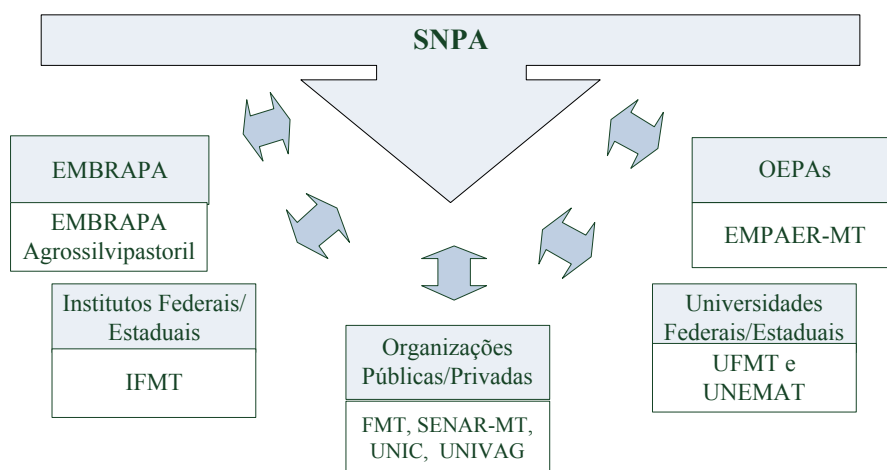 SNPA
EMBRAPA
EMBRAPA
Agrossilvipastoril
OEPAs
EMPAER-MT
Institutos Federais/
Estaduais
IFMT
Organizações
Públicas/Privadas
FMT, SENAR-MT,
UNIC, UNIVAG
Universidades
Federais/Estaduais
UFMT e
UNEMAT